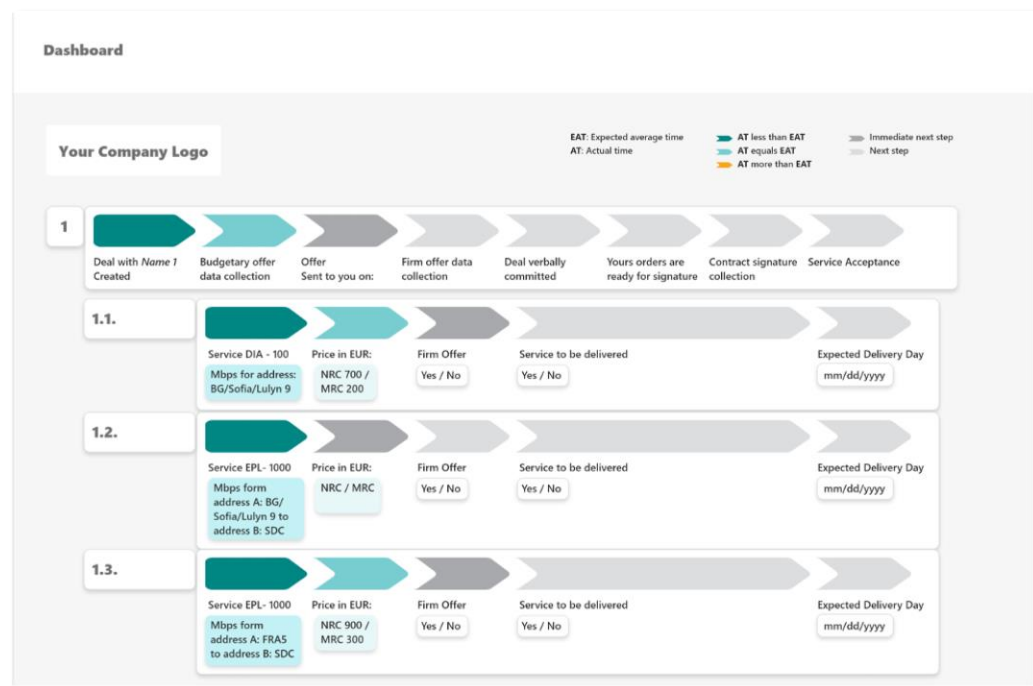 Dashboard
Your Company Logo
EAT: Expected average time
AT: Actual time
AT less than EAT
AT equals EAT
AT more than EAT
Immediate next step
Next step
1
Deal with Name 1
Created
Budgetary offer
data collection
Offer
Sent to you on:
Firm offer data
collection
Deal verbally
committed
Yours orders are
ready for signature
Contract signature
collection
Service Acceptance
1.1.
Service DIA - 100
Mbps for address:
BG/Sofia/Lulyn 9
Price in EUR:
NRC 700 /
MRC 200
Firm Offer
Yes / No
Service to be delivered
Yes / No
Expected Delivery Day
mm/dd/yyyy
1.2.
Service EPL- 1000
Mbps form
address A: BG/
Sofia/Lulyn 9 to
address B: SDC
Price in EUR:
NRC / MRC
Firm Offer
Yes / No
Service to be delivered
Yes / No
Expected Delivery Day
mm/dd/yyyy
1.3.
Service EPL- 1000
Mbps form
address A: FRA5
to address B: SDC
Price in EUR:
NRC 900 /
MRC 300
Firm Offer
Yes / No
Service to be delivered
Yes / No
Expected Delivery Day
mm/dd/yyyy